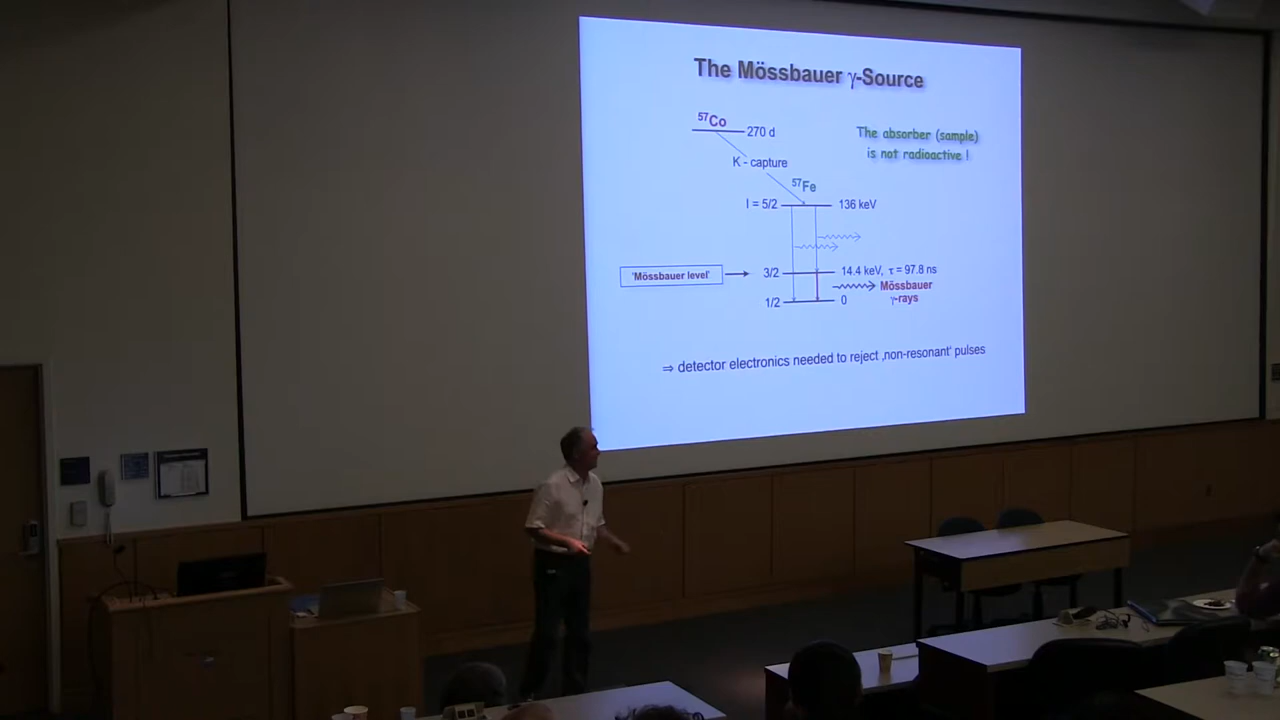 The Mössbauer γ-Source
57Co
270 d
The absorber (sample)
is not radioactive !
K - capture
57Fe
I = 5/2
136 keV
'Mössbauer level'
3/2
14.4 keV, τ = 97.8 ns
Mössbauer
γ-rays
1/2
0
⇒ detector electronics needed to reject ‚non-resonant‘ pulses